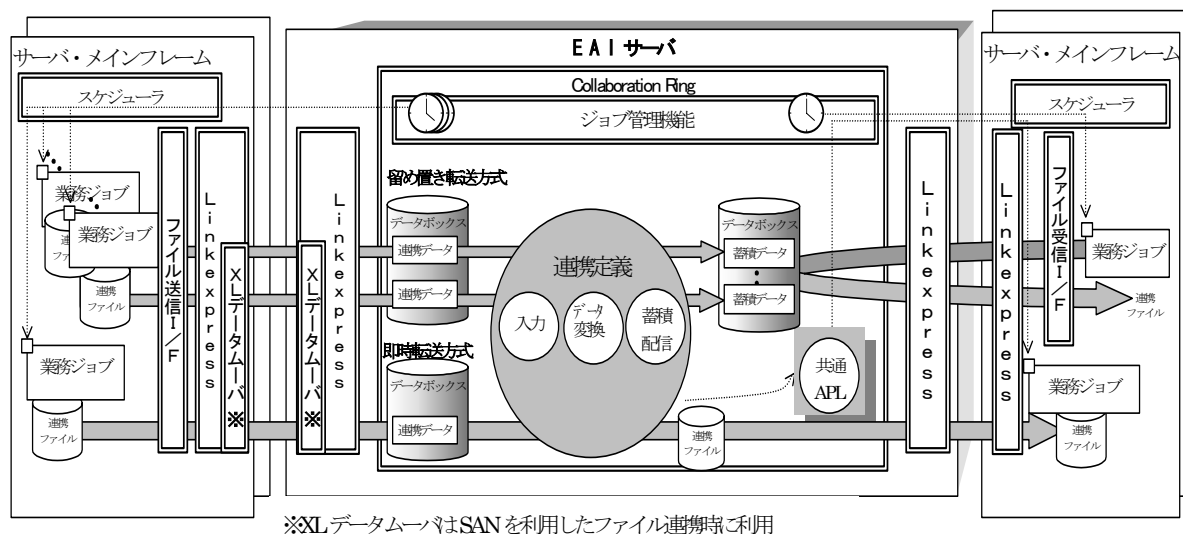 サーバ・メインフレーム
スケジューラ
業務ジョブ
業務ジョブ
連携
ファイル
連携
ファイル
業務ジョブ
連携
ファイル
ファイル送信I/F
Linkexpress
XLデータムーバ※
EAIサーバ
XLデータムーバ※
Linkexpress
Collaboration Ring
ジョブ管理機能
留め置き転送方式
データボックス
連携データ
連携データ
即時転送方式
データボックス
連携データ
連携定義
入力
データ
変換
蓄積
配信
データボックス
蓄積データ
蓄積データ
共通
APL
連携
ファイル
Linkexpress
サーバ・メインフレーム
スケジューラ
Linkexpress
ファイル受信I/F
業務ジョブ
連携
ファイル
業務ジョブ
連携
ファイル
※XLデータムーバはSANを利用したファイル連携時に利用